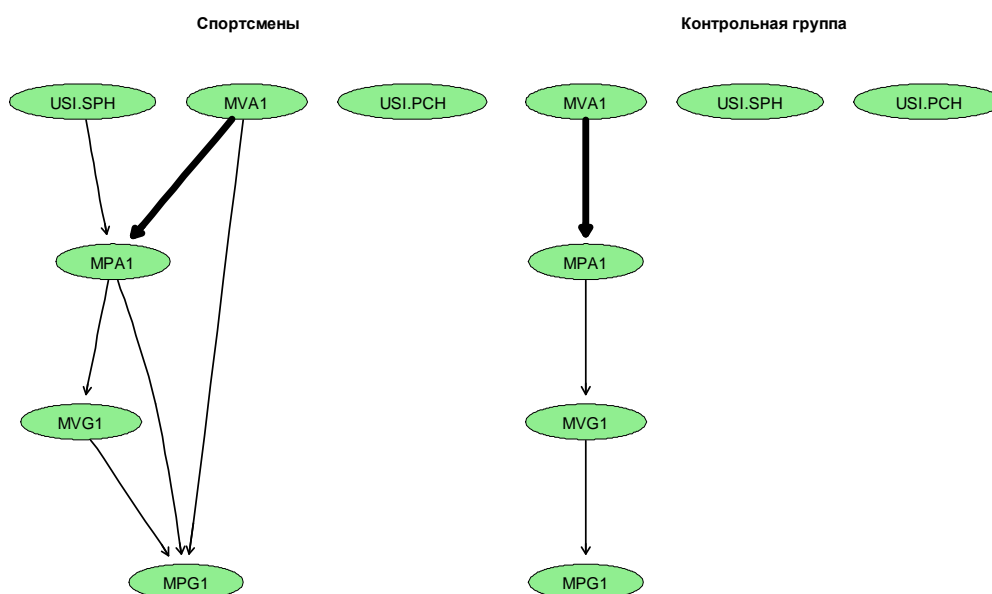 Спортсмены
Контрольная группа
USI.SPH
MVA1
USI.PCH
MVA1
USI.SPH
USI.PCH
MPA1
MPA1
MVG1
MVG1
MPG1
MPG1